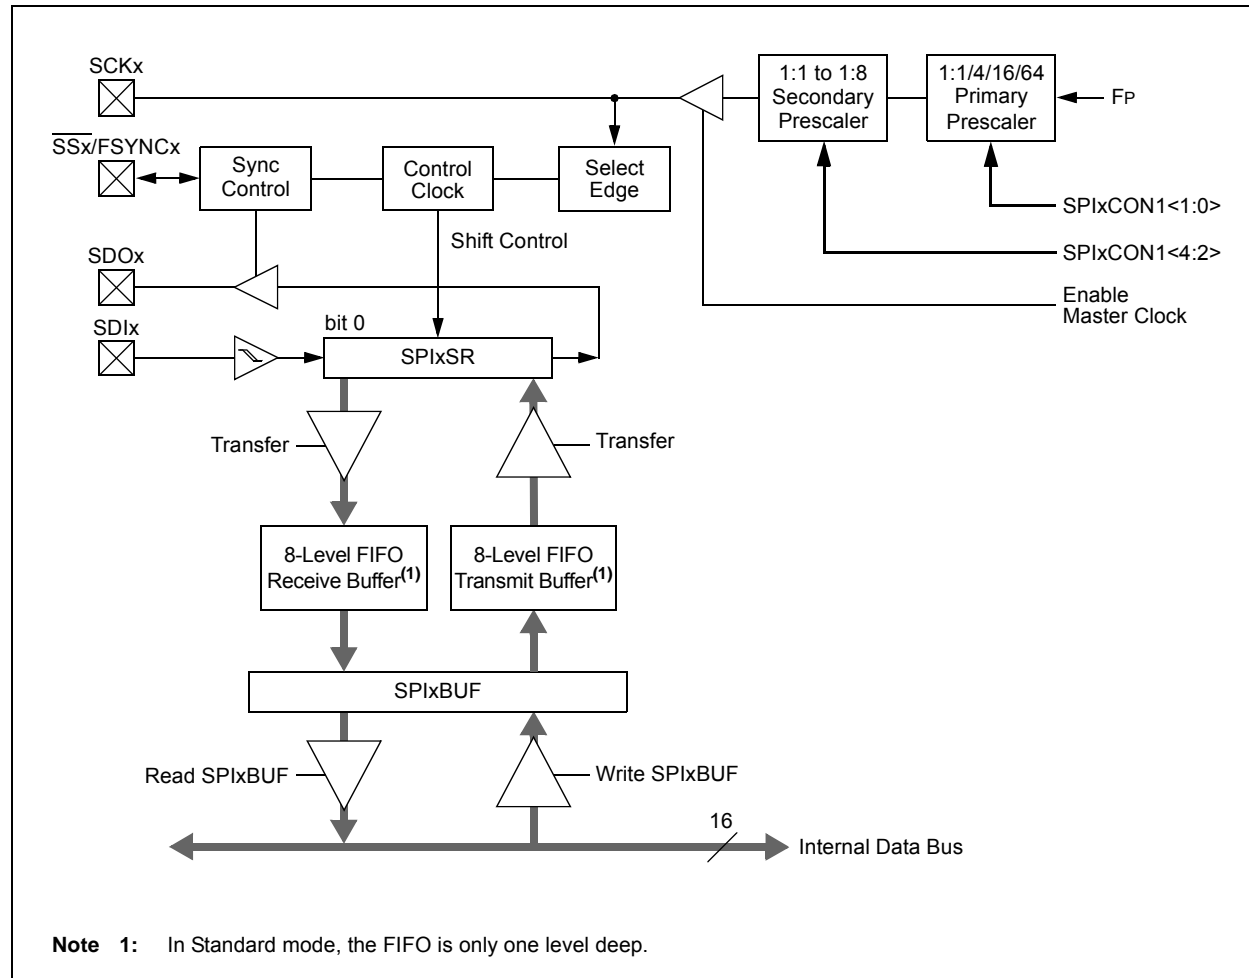 SCKx
1:1 to 1:8
Secondary
Prescaler
1:1/4/16/64
Primary
Prescaler
FP
SSx/FSYNCx
Sync
Control
Control
Clock
Select
Edge
SPIxCON1<1:0>
Shift Control
SPIxCON1<4:2>
SDOx
Enable
Master Clock
bit 0
SDIx
SPIxSR
Transfer
Transfer
8-Level FIFO
Receive Buffer(1)
8-Level FIFO
Transmit Buffer(1)
SPIxBUF
Read SPIxBUF
Write SPIxBUF
16
Internal Data Bus
Note 1: In Standard mode, the FIFO is only one level deep.